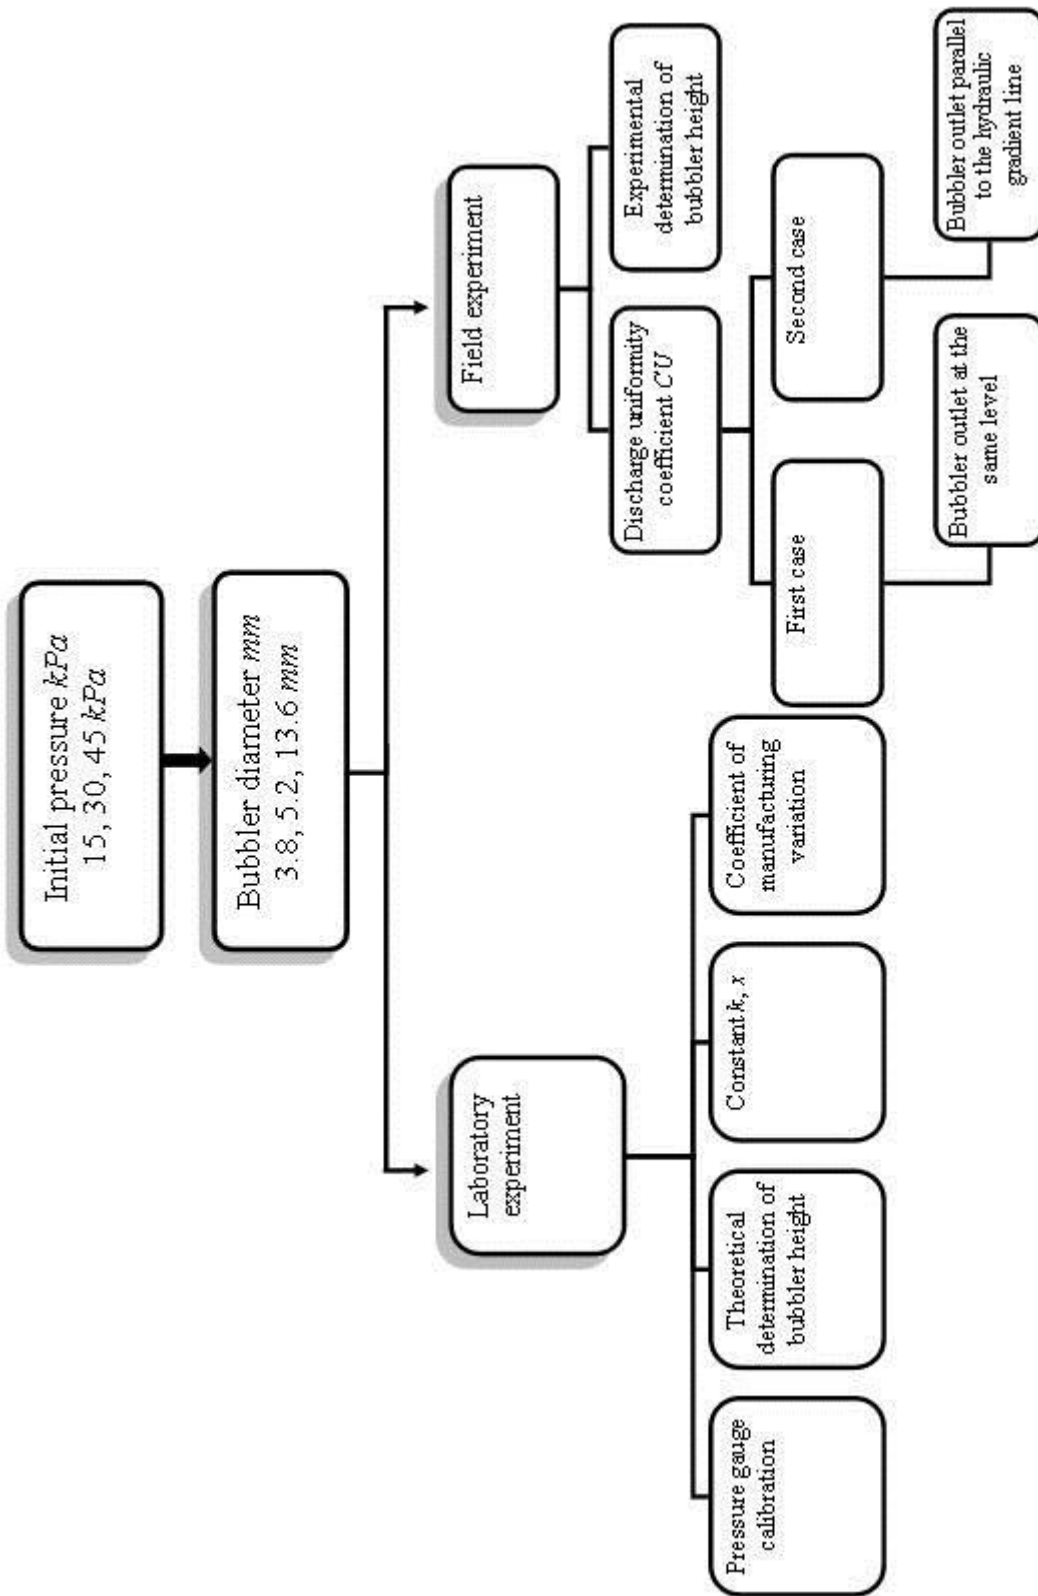 Initial pressure kPa
15, 30, 45 kPa
Bubbler diameter mm
3.8, 5.2, 13.6 mm
Laboratory
experiment
Field experiment
Pressure gauge
calibration
Theoretical
determination of
bubbler height
Constant k, x
Coefficient of
manufacturing
variation
Discharge uniformity
coefficient CU
Experimental
determination of
bubbler height
First case
Second case
Bubbler outlet at the
same level
Bubbler outlet parallel
to the hydraulic
gradient line